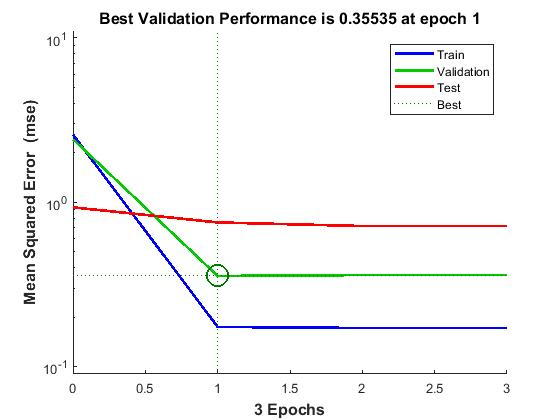 Best Validation Performance is 0.35535 at epoch 1
10^1
Train
Validation
Test
Best
Mean Squared Error  (mse)
10^0
10^-1
0
0.5
1
1.5
2
2.5
3
3 Epochs